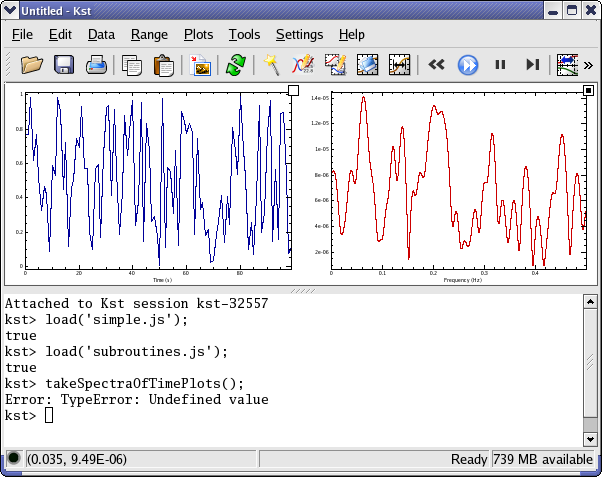 Untitled - Kst
File Edit Data Range Plots Tools Settings Help
»
1
0.8
0.6
0.4
0.2
0
0 20 40 60 80
Time (s)
1.4e-05
1.2e-05
1e-05
8e-06
6e-06
4e-06
2e-06
0 0.1 0.2 0.3 0.4
Frequency (Hz)
Attached to Kst session kst-32557
kst> load('simple.js');
true
kst> load('subroutines.js');
true
kst> takeSpectraOfTimePlots();
Error: TypeError: Undefined value
kst>
(0.035, 9.49E-06) Ready 739 MB available